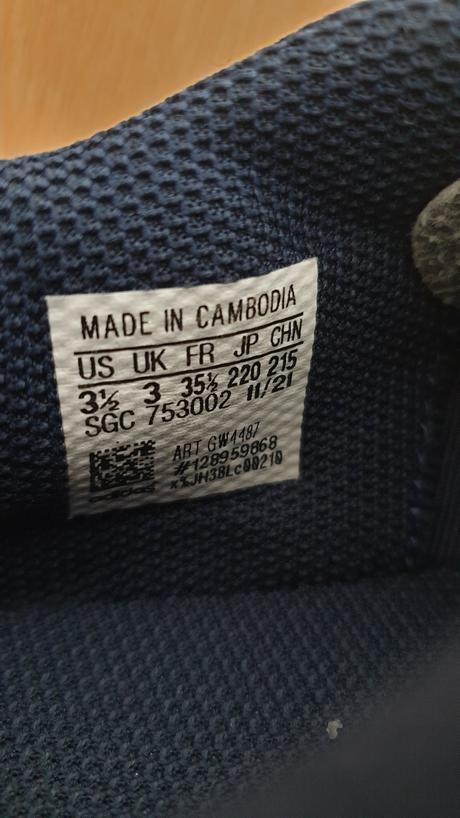 MADE IN CAMBODIA
US UK FR JP CHN
3½ 3 35½ 220 215
SGC 753002 11/21
ART GW4487
#128959868
x%JH38Lc00210